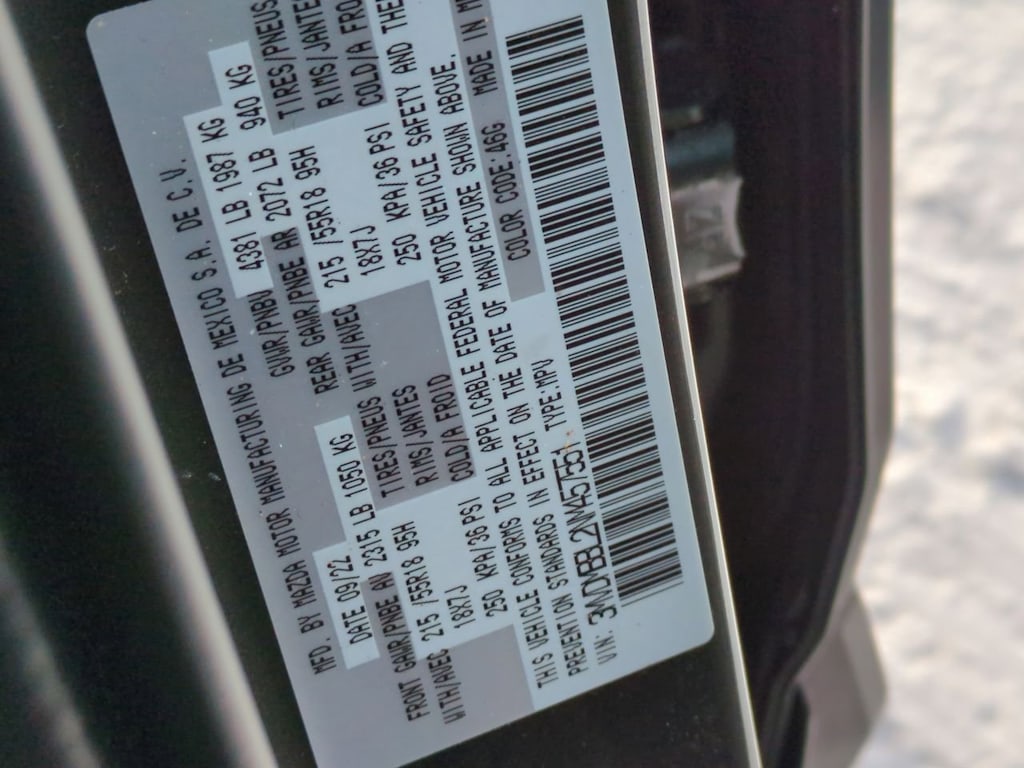 MFD. BY MAZDA MOTOR MANUFACTURING DE MEXICO S.A. DE C.V.
DATE 09/22 GVWR/PNBV 4381 LB 1987 KG
FRONT GAWR/PNBE AV 2315 LB 1050 KG REAR GAWR/PNBE AR 2072 LB 940 KG
WITH/AVEC 215 /55R18 95H TIRES/PNEUS WITH/AVEC 215 /55R18 95H TIRES/PNEUS
18X7J RIMS/JANTES 18X7J RIMS/JANTES
250 KPA/36 PSI COLD/A FROID 250 KPA/36 PSI COLD/A FRO
THIS VEHICLE CONFORMS TO ALL APPLICABLE FEDERAL MOTOR VEHICLE SAFETY AND THE
PREVENTION STANDARDS IN EFFECT ON THE DATE OF MANUFACTURE SHOWN ABOVE.
VIN: 3MVDMBBL2NM457551 TYPE:MPV COLOR CODE:46G MADE IN M